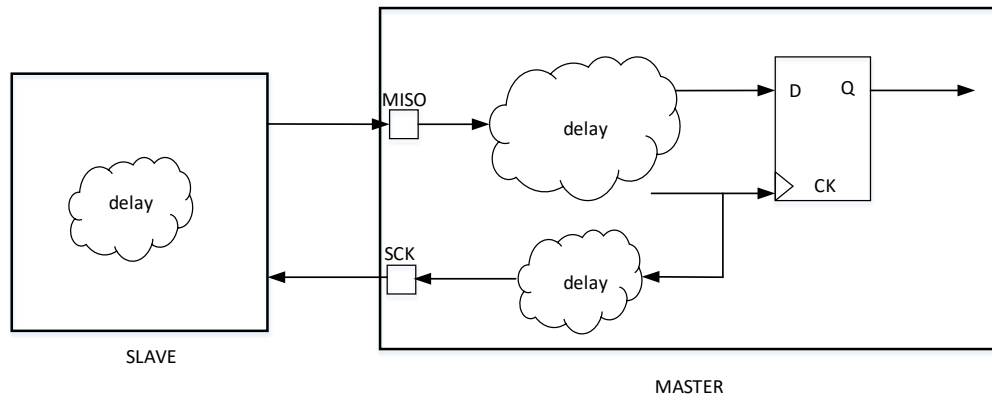 MISO
delay
D
Q
CK
delay
SCK
delay
SLAVE
MASTER